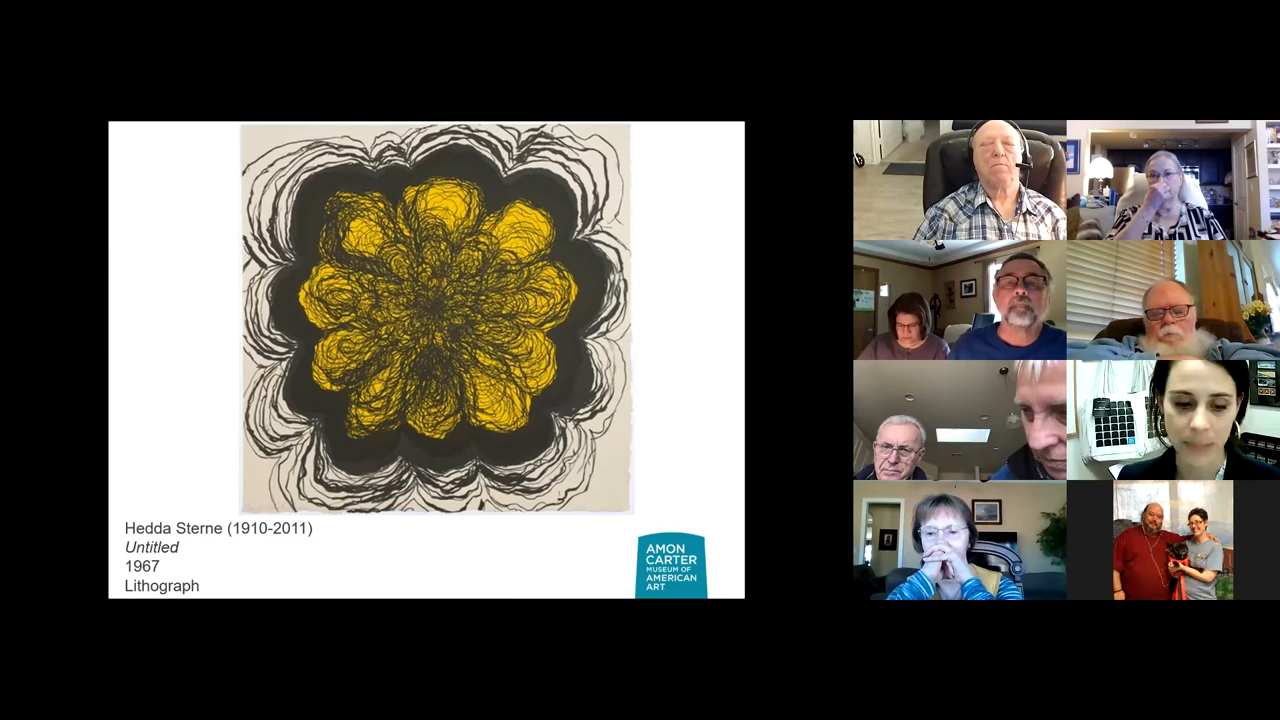 Hedda Sterne (1910-2011)
Untitled
1967
Lithograph
AMON
CARTER
MUSEUM OF
AMERICAN
ART